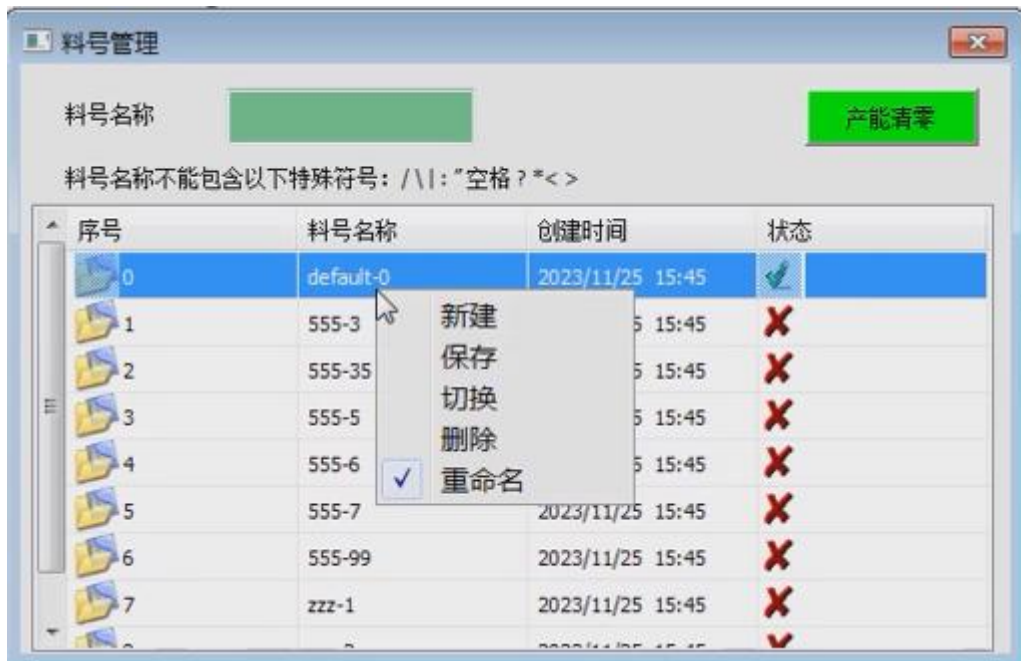 料号管理
料号名称
产能清零
料号名称不能包含以下特殊符号：/\|:"空格?*<>
序号 料号名称 创建时间 状态
0 default-0 2023/11/25 15:45
1 555-3 5 15:45
2 555-35 5 15:45
3 555-5 5 15:45
4 555-6 5 15:45
5 555-7 2023/11/25 15:45
6 555-99 2023/11/25 15:45
7 zzz-1 2023/11/25 15:45
新建
保存
切换
删除
重命名